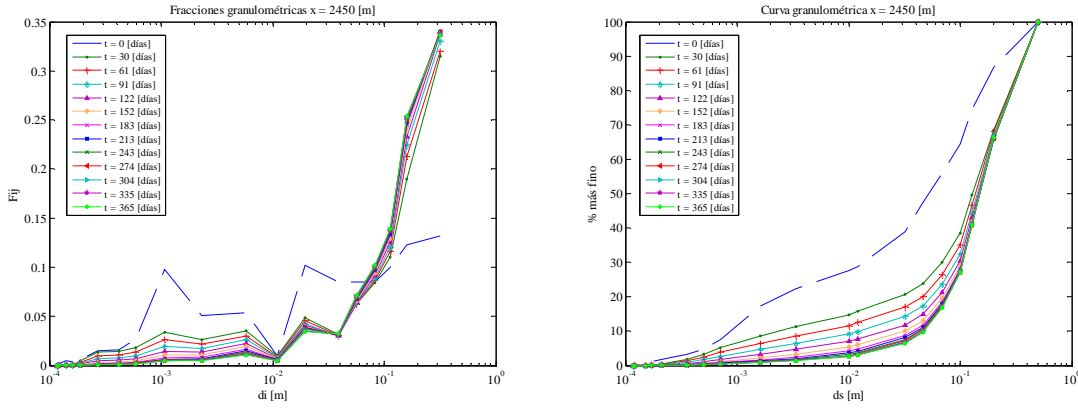 Fracciones granulométricas x = 2450 [m]
Fij
0.35
0.3
0.25
0.2
0.15
0.1
0.05
0
t = 0 [días]
t = 30 [días]
t = 61 [días]
t = 91 [días]
t = 122 [días]
t = 152 [días]
t = 183 [días]
t = 213 [días]
t = 243 [días]
t = 274 [días]
t = 304 [días]
t = 335 [días]
t = 365 [días]
10⁻⁴ 10⁻³ 10⁻² 10⁻¹ 10⁰
di [m]
Curva granulométrica x = 2450 [m]
% más fino
100
90
80
70
60
50
40
30
20
10
0
t = 0 [días]
t = 30 [días]
t = 61 [días]
t = 91 [días]
t = 122 [días]
t = 152 [días]
t = 183 [días]
t = 213 [días]
t = 243 [días]
t = 274 [días]
t = 304 [días]
t = 335 [días]
t = 365 [días]
10⁻⁴ 10⁻³ 10⁻² 10⁻¹ 10⁰
ds [m]